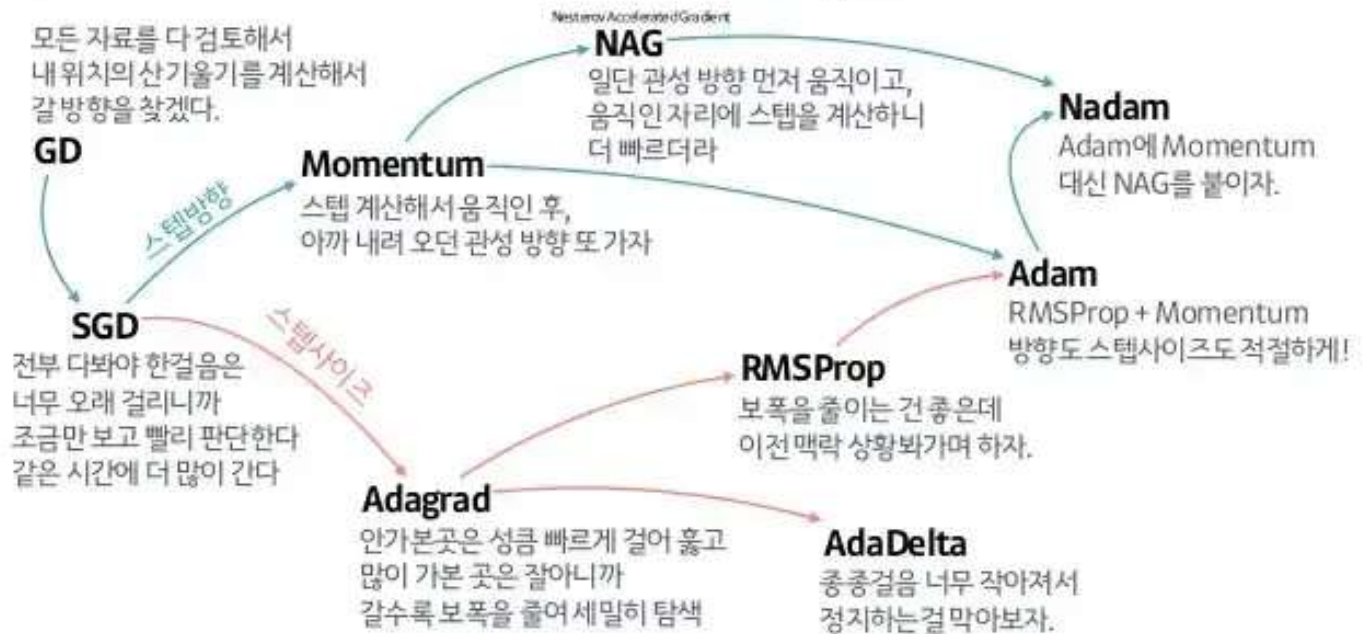 모든 자료를 다 검토해서
내 위치의 산기울기를 계산해서
갈 방향을 찾겠다.
GD
스텝방향
Momentum
스텝 계산해서 움직인 후,
아까 내려 오던 관성 방향 또 가자
Nesterov Accelerated Gradient
NAG
일단 관성 방향 먼저 움직이고,
움직인 자리에 스텝을 계산하니
더 빠르더라
Nadam
Adam에 Momentum
대신 NAG를 붙이자.
SGD
전부 다봐야 한걸음은
너무 오래 걸리니까
조금만 보고 빨리 판단한다
같은 시간에 더 많이 간다
스텝사이즈
Adagrad
안가본곳은 성큼 빠르게 걸어 훓고
많이 가본 곳은 잘아니까
갈수록 보폭을 줄여 세밀히 탐색
RMSProp
보폭을 줄이는 건 좋은데
이전 맥락 상황봐가며 하자.
Adam
RMSProp + Momentum
방향도 스텝사이즈도 적절하게!
AdaDelta
종종걸음 너무 작아져서
정지하는걸 막아보자.